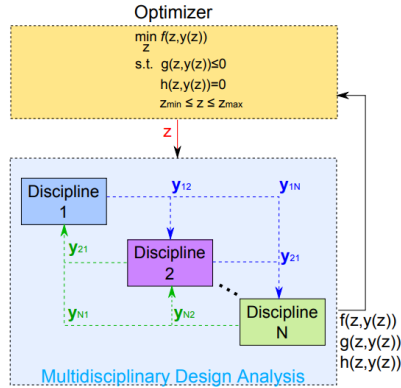 Optimizer
min f(z,y(z))
z
s.t. g(z,y(z))≤0
h(z,y(z))=0
zmin ≤ z ≤ zmax
z
Discipline
1
y12
y1N
y21
Discipline
2
y21
yN1
yN2
Discipline
N
f(z,y(z))
g(z,y(z))
h(z,y(z))
Multidisciplinary Design Analysis